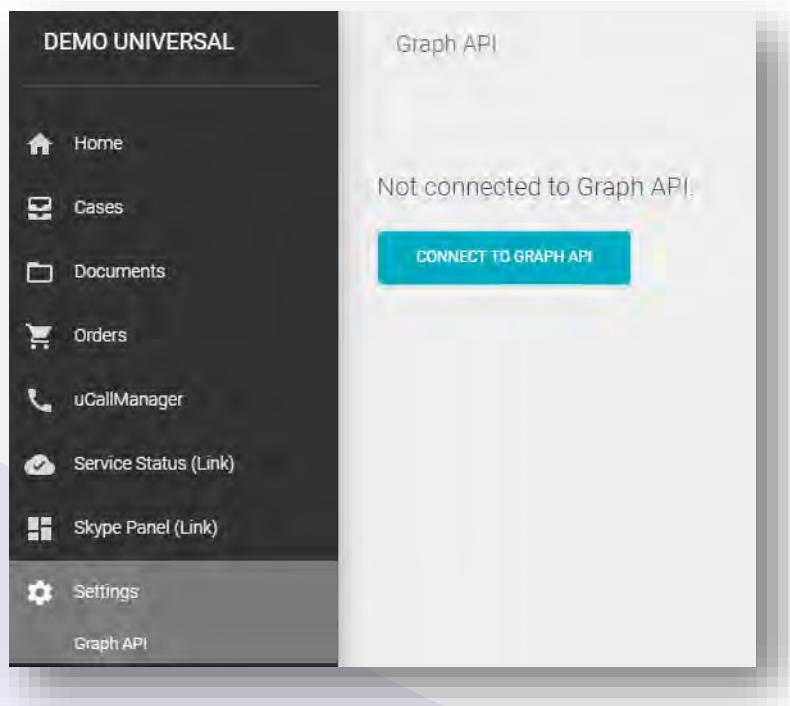 DEMO UNIVERSAL
Home
Cases
Documents
Orders
uCallManager
Service Status (Link)
Skype Panel (Link)
Settings
Graph API
Graph API
Not connected to Graph API.
CONNECT TO GRAPH API